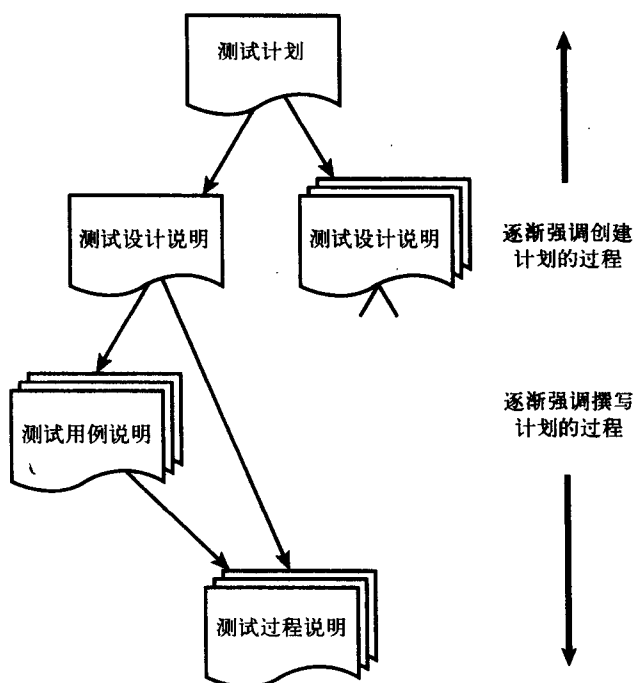 测试计划
测试设计说明
测试设计说明
逐渐强调创建
计划的过程
逐渐强调撰写
计划的过程
测试用例说明
测试过程说明